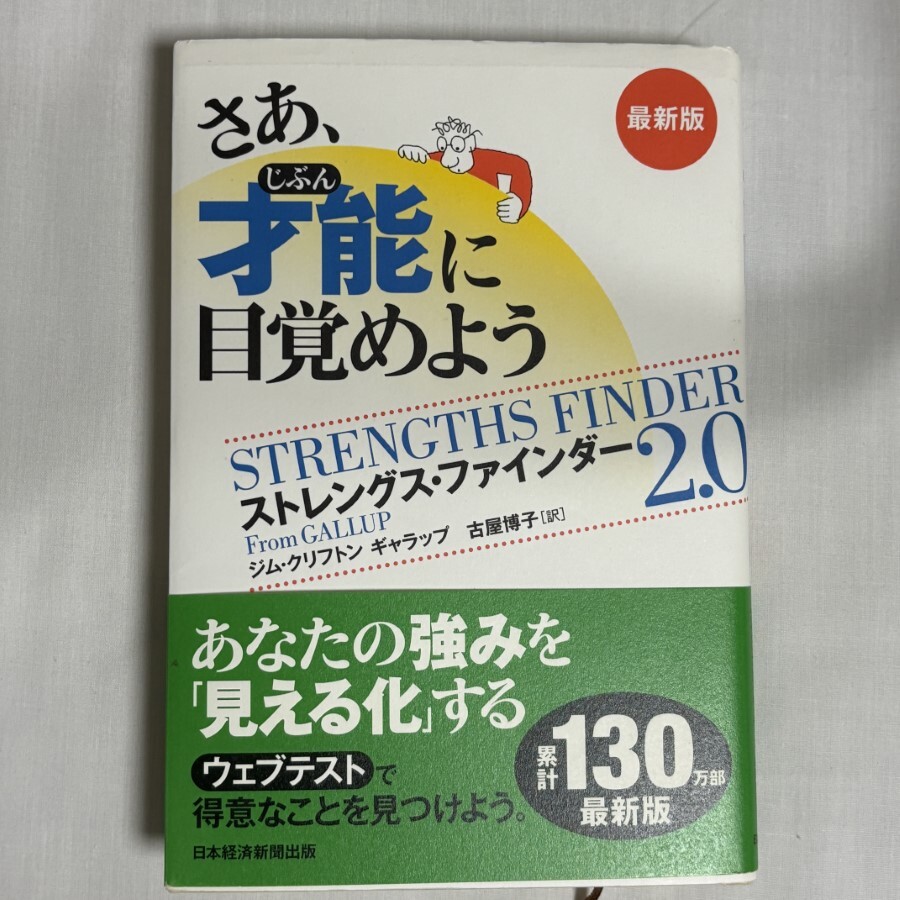 最新版
さあ、
じぶん
才能に
目覚めよう
STRENGTHS FINDER
ストレングス・ファインダー2.0
From GALLUP
ジム・クリフトン ギャラップ 古屋博子[訳]
あなたの強みを
「見える化」する
ウェブテストで
得意なことを見つけよう。
累計130万部
最新版
日本経済新聞出版